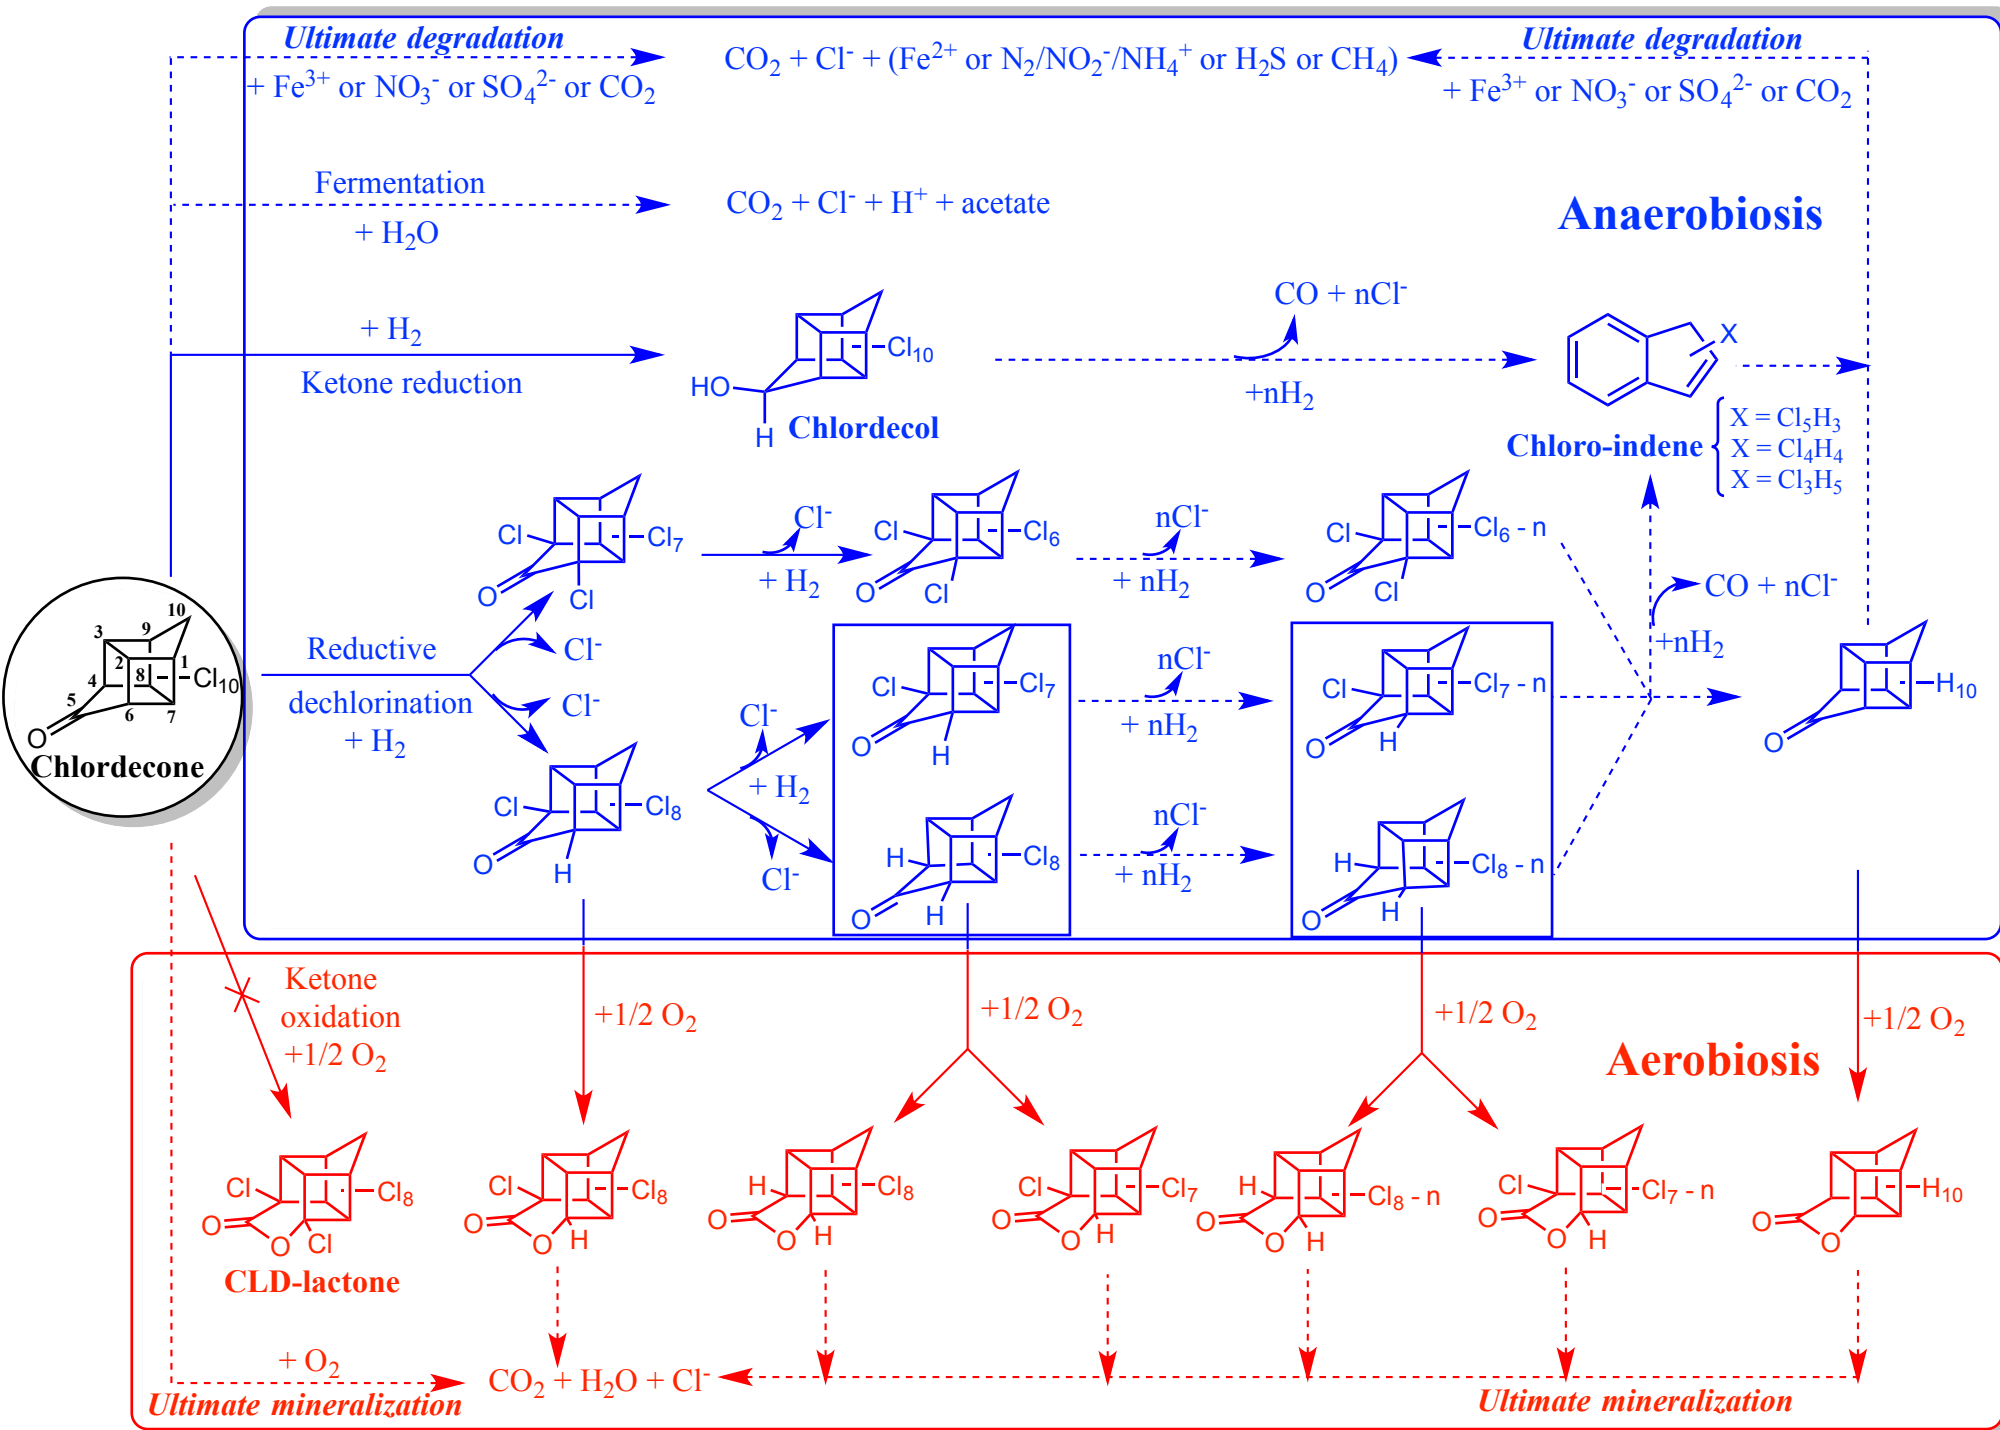 Ultimate degradation
+ Fe³⁺ or NO₃⁻ or SO₄²⁻ or CO₂
CO₂ + Cl⁻ + (Fe²⁺ or N₂/NO₂⁻/NH₄⁺ or H₂S or CH₄)
Ultimate degradation
+ Fe³⁺ or NO₃⁻ or SO₄²⁻ or CO₂
Fermentation
+ H₂O
CO₂ + Cl⁻ + H⁺ + acetate
Anaerobiosis
+ H₂
Ketone reduction
HO
H
Cl₁₀
Chlordecol
CO + nCl⁻
+nH₂
X
Chloro-indene
X = Cl₅H₃
X = Cl₄H₄
X = Cl₃H₅
Cl
Cl₇
O
Cl
Cl⁻
+ H₂
Cl
Cl₆
O
Cl
nCl⁻
+ nH₂
Cl
Cl₆ - n
O
Cl
CO + nCl⁻
+nH₂
10
3
9
2
1
4
8
5
6
7
Cl₁₀
O
Chlordecone
Reductive
dechlorination
+ H₂
Cl⁻
Cl⁻
Cl
Cl₈
O
H
Cl⁻
+ H₂
Cl⁻
Cl
Cl₇
O
H
nCl⁻
+ nH₂
Cl
Cl₇ - n
O
H
H₁₀
O
H
Cl₈
O
H
nCl⁻
+ nH₂
H
Cl₈ - n
O
H
Ketone
oxidation
+1/2 O₂
+1/2 O₂
+1/2 O₂
+1/2 O₂
+1/2 O₂
Aerobiosis
Cl
Cl₈
O
O
Cl
CLD-lactone
Cl
Cl₈
O
O
H
H
Cl₈
O
O
H
Cl
Cl₇
O
O
H
H
Cl₈ - n
O
O
H
Cl
Cl₇ - n
O
O
H
H₁₀
O
O
+ O₂
Ultimate mineralization
CO₂ + H₂O + Cl⁻
Ultimate mineralization